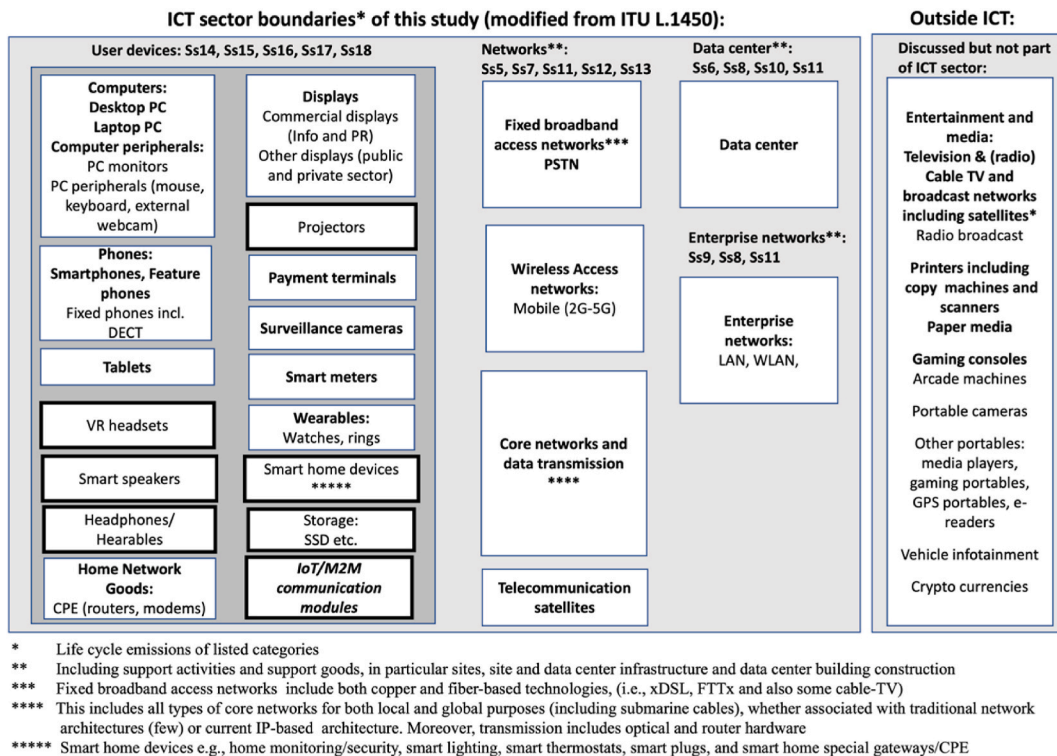 ICT sector boundaries* of this study (modified from ITU L.1450):
User devices: Ss14, Ss15, Ss16, Ss17, Ss18
Computers:
Desktop PC
Laptop PC
Computer peripherals:
PC monitors
PC peripherals (mouse,
keyboard, external
webcam)
Phones:
Smartphones, Feature
phones
Fixed phones incl.
DECT
Tablets
VR headsets
Smart speakers
Headphones/
Hearables
Home Network
Goods:
CPE (routers, modems)
Displays
Commercial displays
(Info and PR)
Other displays (public
and private sector)
Projectors
Payment terminals
Surveillance cameras
Smart meters
Wearables:
Watches, rings
Smart home devices
*****
Storage:
SSD etc.
IoT/M2M
communication
modules
Networks**:
Ss5, Ss7, Ss11, Ss12, Ss13
Fixed broadband
access networks***
PSTN
Wireless Access
networks:
Mobile (2G-5G)
Core networks and
data transmission
****
Telecommunication
satellites
Data center**:
Ss6, Ss8, Ss10, Ss11
Data center
Enterprise networks**:
Ss9, Ss8, Ss11
Enterprise
networks:
LAN, WLAN,
Outside ICT:
Discussed but not part
of ICT sector:
Entertainment and
media:
Television & (radio)
Cable TV and
broadcast networks
including satellites*
Radio broadcast
Printers including
copy machines and
scanners
Paper media
Gaming consoles
Arcade machines
Portable cameras
Other portables:
media players,
gaming portables,
GPS portables, e-
readers
Vehicle infotainment
Crypto currencies
* Life cycle emissions of listed categories
** Including support activities and support goods, in particular sites, site and data center infrastructure and data center building construction
*** Fixed broadband access networks include both copper and fiber-based technologies, (i.e., xDSL, FTTx and also some cable-TV)
**** This includes all types of core networks for both local and global purposes (including submarine cables), whether associated with traditional network
architectures (few) or current IP-based architecture. Moreover, transmission includes optical and router hardware
***** Smart home devices e.g., home monitoring/security, smart lighting, smart thermostats, smart plugs, and smart home special gateways/CPE